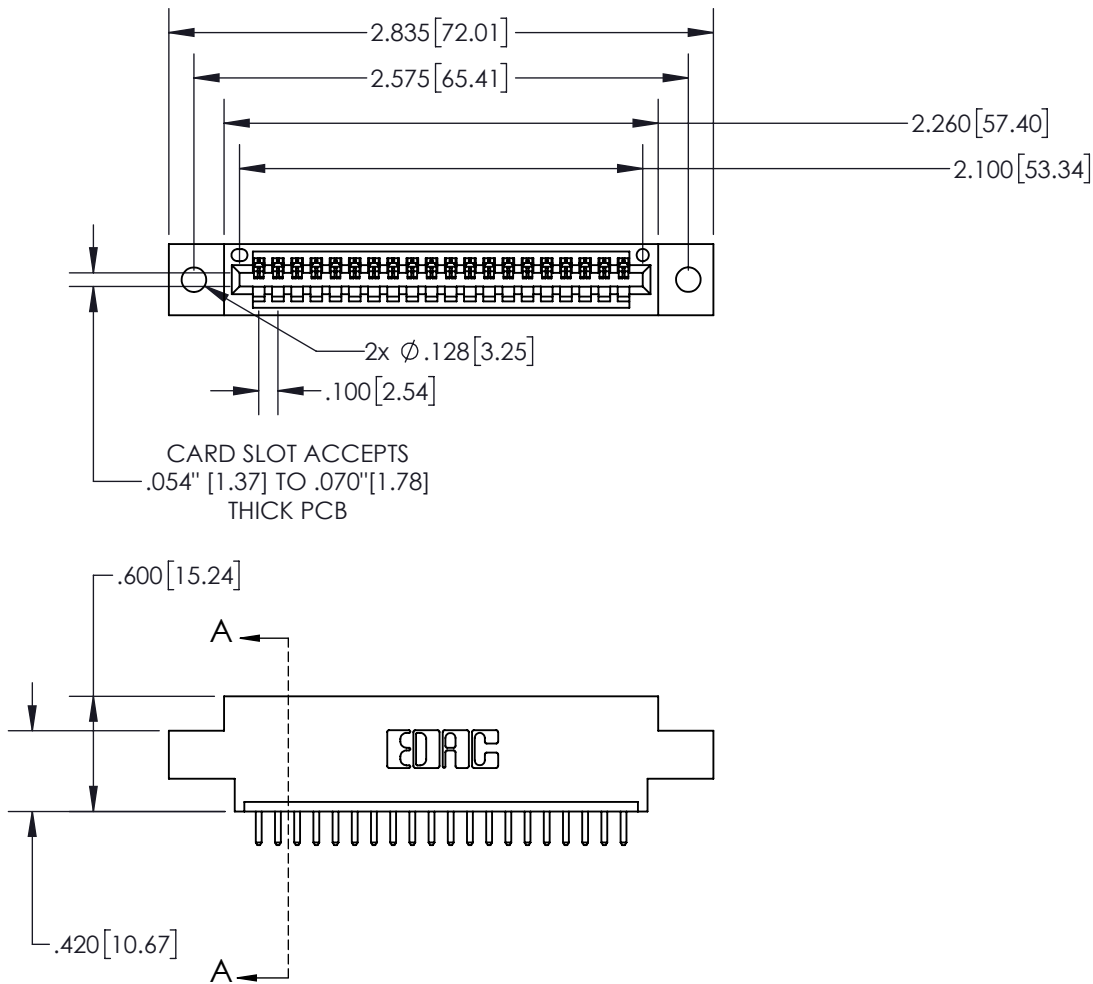 2.835[72.01]
2.575[65.41]
2.260[57.40]
2.100[53.34]
2x Ø.128[3.25]
.100[2.54]
CARD SLOT ACCEPTS
.054" [1.37] TO .070"[1.78]
THICK PCB
.600[15.24]
A
EDAC
.420[10.67]
A